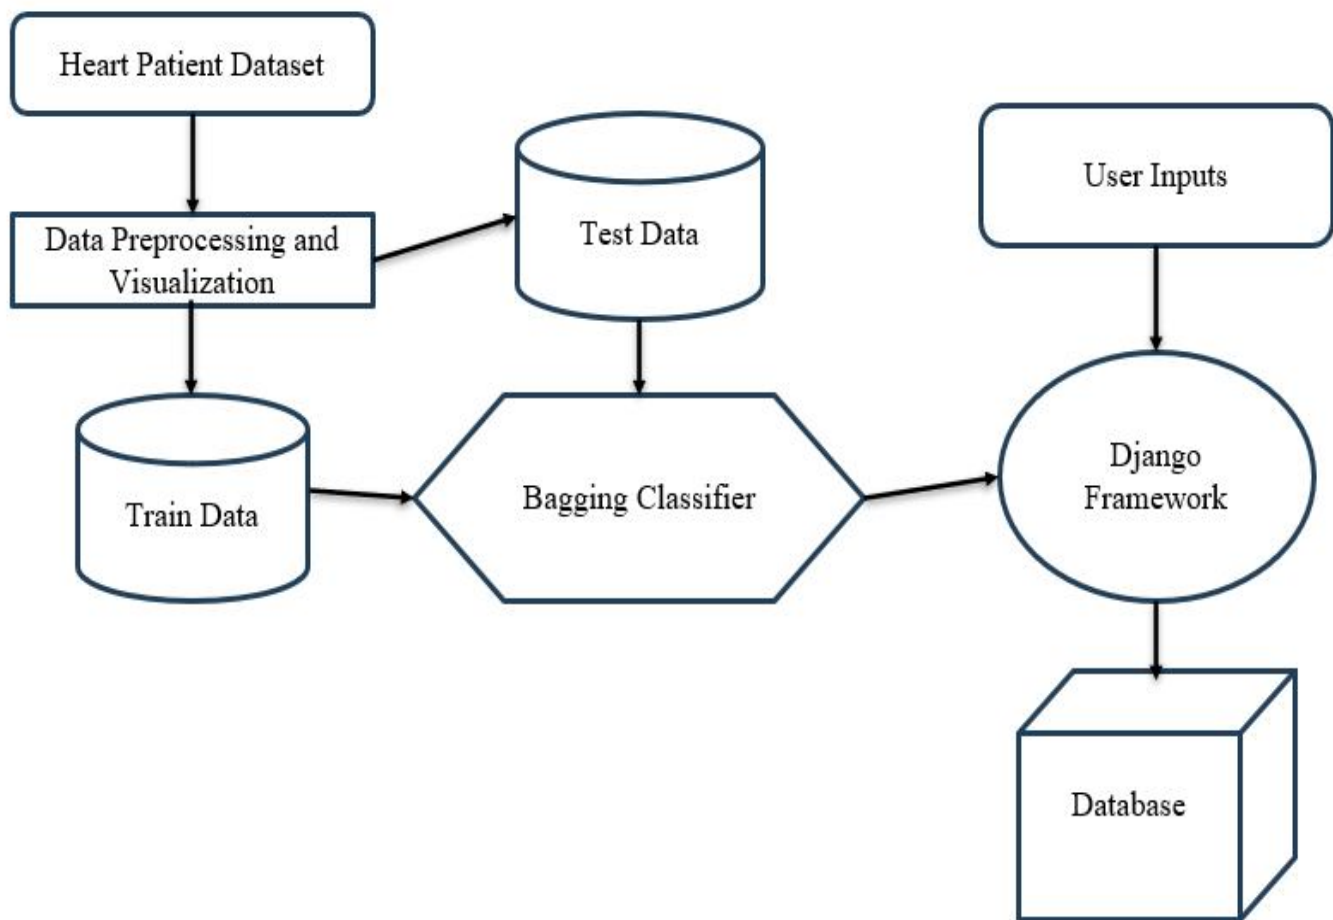 Heart Patient Dataset
Data Preprocessing and
Visualization
Test Data
User Inputs
Train Data
Bagging Classifier
Django
Framework
Database